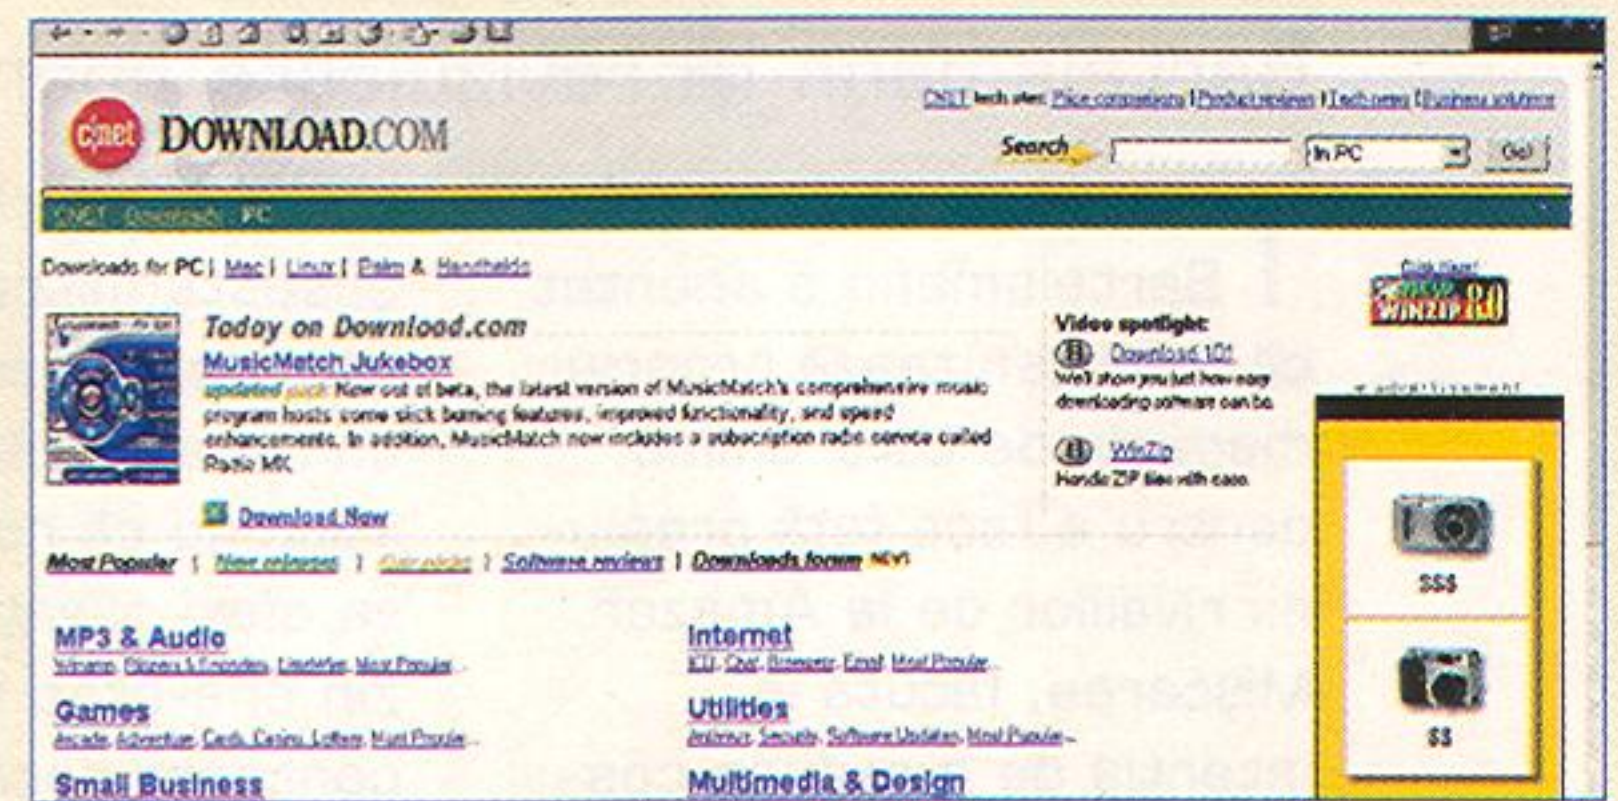 CNET tech sites: Price comparisons | Product reviews | Tech news | Business solutions
c|net DOWNLOAD.COM
Search In PC Go!
CNET Downloads PC
Downloads for PC | Mac | Linux | Palm & Handhelds
Click Here!
WINZIP 8.0
Today on Download.com
MusicMatch Jukebox
updated pick Now out of beta, the latest version of MusicMatch's comprehensive music
program hosts some slick burning features, improved functionality, and speed
enhancements. In addition, MusicMatch now includes a subscription radio service called
Radio MX.
Download Now
Video spotlight:
Download 101
We'll show you just how easy
downloading software can be.
WinZip
Handle ZIP files with ease.
advertisement
$$$
$$
Most Popular | New releases | Our picks | Software reviews | Downloads forum NEW!
MP3 & Audio
Winamp, Rippers & Encoders, LimeWire, Most Popular...
Internet
ICQ, Chat, Browsers, Email, Most Popular...
Games
Arcade, Adventure, Cards, Casino, Lottery, Most Popular...
Utilities
Antivirus, Security, Software Updates, Most Popular...
Small Business
Multimedia & Design